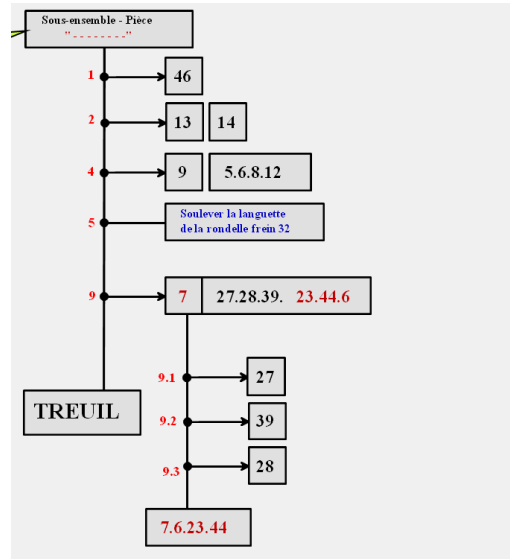 Sous-ensemble - Pièce
"--------"
1 46
2 13 14
4 9 5.6.8.12
5 Soulever la languette
de la rondelle frein 32
9 7 27.28.39. 23.44.6
9.1 27
TREUIL
9.2 39
9.3 28
7.6.23.44